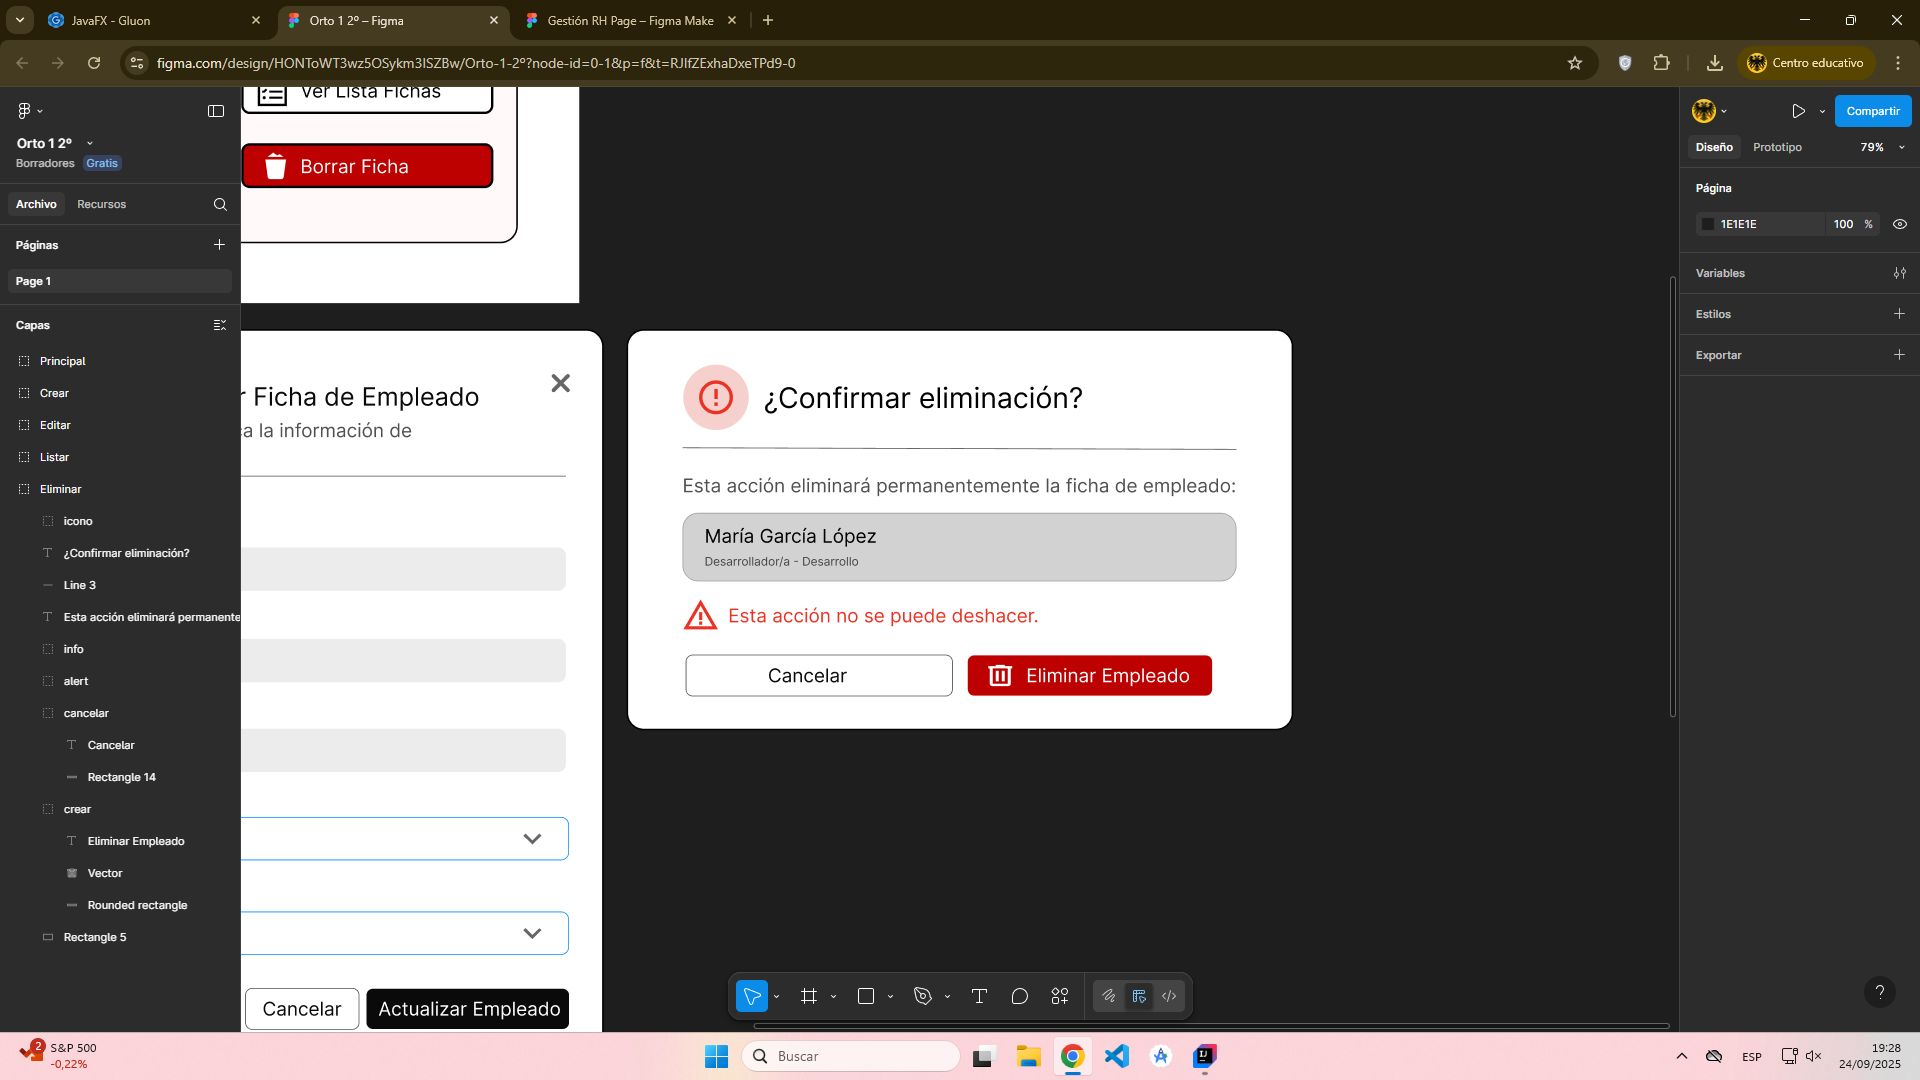 JavaFX - Gluon
Orto 1 2º – Figma
Gestión RH Page – Figma Make
figma.com/design/HONToWT3wz5OSykm3ISZBw/Orto-1-2º?node-id=0-1&p=f&t=RJIfZExhaDxeTPd9-0
Centro educativo
Orto 1 2º
Borradores Gratis
Archivo Recursos
Páginas
Page 1
Capas
Principal
Crear
Editar
Listar
Eliminar
icono
¿Confirmar eliminación?
Line 3
Esta acción eliminará permanente
info
alert
cancelar
Cancelar
Rectangle 14
crear
Eliminar Empleado
Vector
Rounded rectangle
Rectangle 5
Ver Lista Fichas
Borrar Ficha
r Ficha de Empleado
a la información de
Cancelar
Actualizar Empleado
¿Confirmar eliminación?
Esta acción eliminará permanentemente la ficha de empleado:
María García López
Desarrollador/a - Desarrollo
Esta acción no se puede deshacer.
Cancelar
Eliminar Empleado
Compartir
Diseño Prototipo 79%
Página
1E1E1E 100 %
Variables
Estilos
Exportar
?
2
S&P 500
-0,22%
Buscar
ESP
19:28
24/09/2025